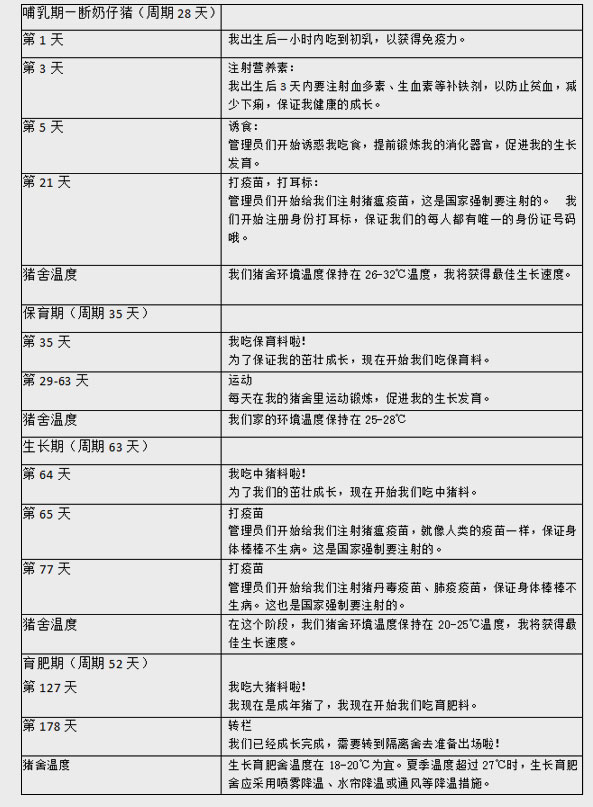 哺乳期—断奶仔猪（周期 28 天）
第 1 天
我出生后一小时内吃到初乳，以获得免疫力。
第 3 天
注射营养素：
我出生后 3 天内要注射血多素、生血素等补铁剂，以防止贫血，减
少下痢，保证我健康的成长。
第 5 天
诱食：
管理员们开始诱惑我吃食，提前锻炼我的消化器官，促进我的生长
发育。
第 21 天
打疫苗，打耳标：
管理员们开始给我们注射猪瘟疫苗，这是国家强制要注射的。 我
们开始注册身份打耳标，保证我们的每人都有唯一的身份证号码
哦。
猪舍温度
我们猪舍环境温度保持在 26-32℃温度，我将获得最佳生长速度。
保育期（周期 35 天）
第 35 天
我吃保育料啦！
为了保证我的茁壮成长，现在开始我们吃保育料。
第 29-63 天
运动
每天在我的猪舍里运动锻炼，促进我的生长发育。
猪舍温度
我们家的环境温度保持在 25-28℃
生长期（周期 63 天）
第 64 天
我吃中猪料啦！
为了我们的茁壮成长，现在开始我们吃中猪料。
第 65 天
打疫苗
管理员们开始给我们注射猪瘟疫苗，就像人类的疫苗一样，保证身
体棒棒不生病。这是国家强制要注射的。
第 77 天
打疫苗
管理员们开始给我们注射猪丹毒疫苗、肺疫疫苗，保证身体棒棒不
生病。这也是国家强制要注射的。
猪舍温度
在这个阶段，我们猪舍环境温度保持在 20-25℃温度，我将获得最
佳生长速度。
育肥期（周期 52 天）
第 127 天
我吃大猪料啦！
我现在是成年猪了，我现在开始我们吃育肥料。
第 178 天
转栏
我们已经成长完成，需要转到隔离舍去准备出场啦！
猪舍温度
生长育肥舍温度在 18-20℃为宜。夏季温度超过 27℃时，生长育肥
舍应采用喷雾降温、水帘降温或通风等降温措施。